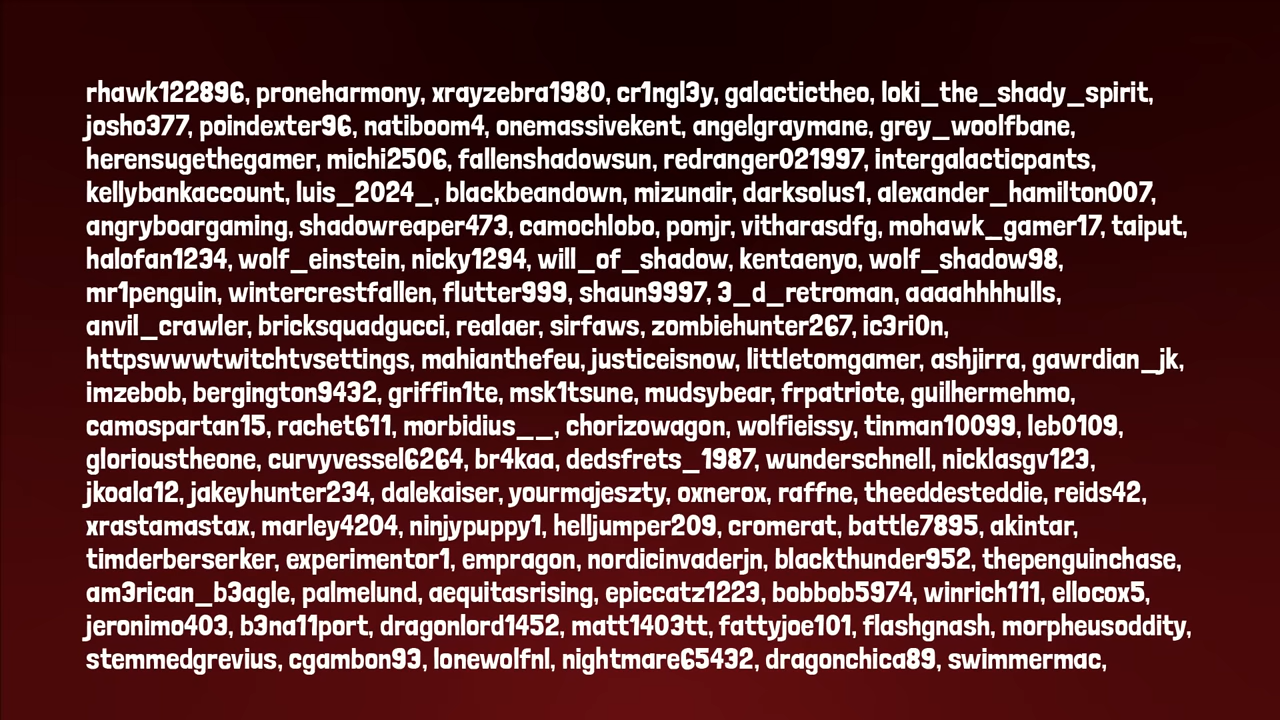 rhawk122896, proneharmony, xrayzebra1980, cr1ngl3y, galactictheo, loki_the_shady_spirit,
josho377, poindexter96, natiboom4, onemassivekent, angelgraymane, grey_woolfbane,
herensugethegamer, michi2506, fallenshadowsun, redranger021997, intergalacticpants,
kellybankaccount, luis_2024_, blackbeandown, mizunair, darksolus1, alexander_hamilton007,
angryboargaming, shadowreaper473, camochlobo, pomjr, vitharasdfg, mohawk_gamer17, taiput,
halofan1234, wolf_einstein, nicky1294, will_of_shadow, kentaenyo, wolf_shadow98,
mr1penguin, wintercrestfallen, flutter999, shaun9997, 3_d_retroman, aaaahhhhulls,
anvil_crawler, bricksquadgucci, realaer, sirfaws, zombiehunter267, ic3ri0n,
httpswwwtwitchtvsettings, mahianthefeu, justiceisnow, littletomgamer, ashjirra, gawrdian_jk,
imzebob, bergington9432, griffin1te, msk1tsune, mudsybear, frpatriote, guilhermehmo,
camospartan15, rachet611, morbidius__, chorizowagon, wolfieissy, tinman10099, leb0109,
glorioustheone, curvyvessel6264, br4kaa, dedsfrets_1987, wunderschnell, nicklasgv123,
jkoala12, jakeyhunter234, dalekaiser, yourmajeszty, oxnerox, raffne, theeddesteddie, reids42,
xrastamastax, marley4204, ninjypuppy1, helljumper209, cromerat, battle7895, akintar,
timderberserker, experimentor1, empragon, nordicinvaderjn, blackthunder952, thepenguinchase,
am3rican_b3agle, palmelund, aequitasrising, epiccatz1223, bobbob5974, winrich111, ellocox5,
jeronimo403, b3na11port, dragonlord1452, matt1403tt, fattyjoe101, flashgnash, morpheusoddity,
stemmedgrevius, cgambon93, lonewolfnl, nightmare65432, dragonchica89, swimmermac,